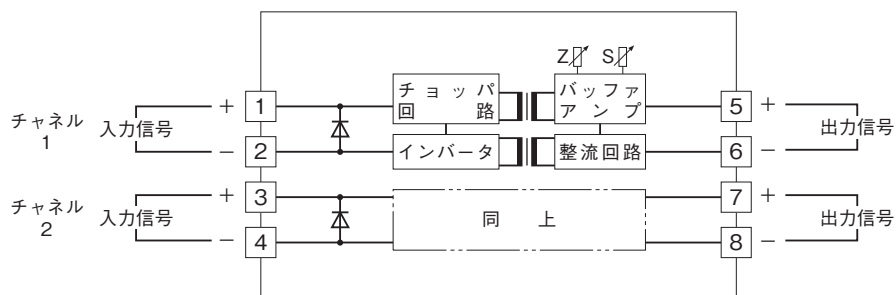 Z S
チョッパ
回路
バッファ
アンプ
チャネル
1
入力信号
+ 1
− 2
インバータ
整流回路
5 +
6 −
出力信号
チャネル
2
入力信号
+ 3
− 4
同上
7 +
8 −
出力信号